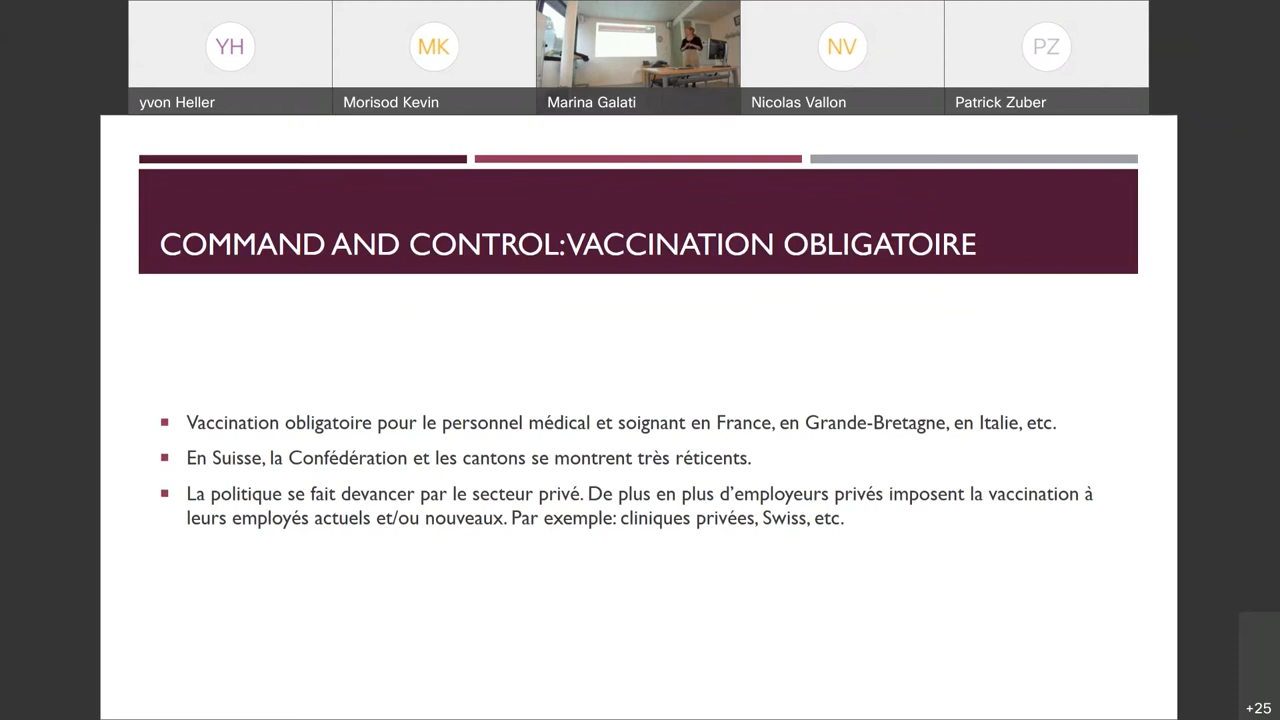 YH
MK
NV
PZ
yvon Heller
Morisod Kevin
Marina Galati
Nicolas Vallon
Patrick Zuber
COMMAND AND CONTROL: VACCINATION OBLIGATOIRE
Vaccination obligatoire pour le personnel médical et soignant en France, en Grande-Bretagne, en Italie, etc.
En Suisse, la Confédération et les cantons se montrent très réticents.
La politique se fait devancer par le secteur privé. De plus en plus d'employeurs privés imposent la vaccination à
leurs employés actuels et/ou nouveaux. Par exemple: cliniques privées, Swiss, etc.
+25